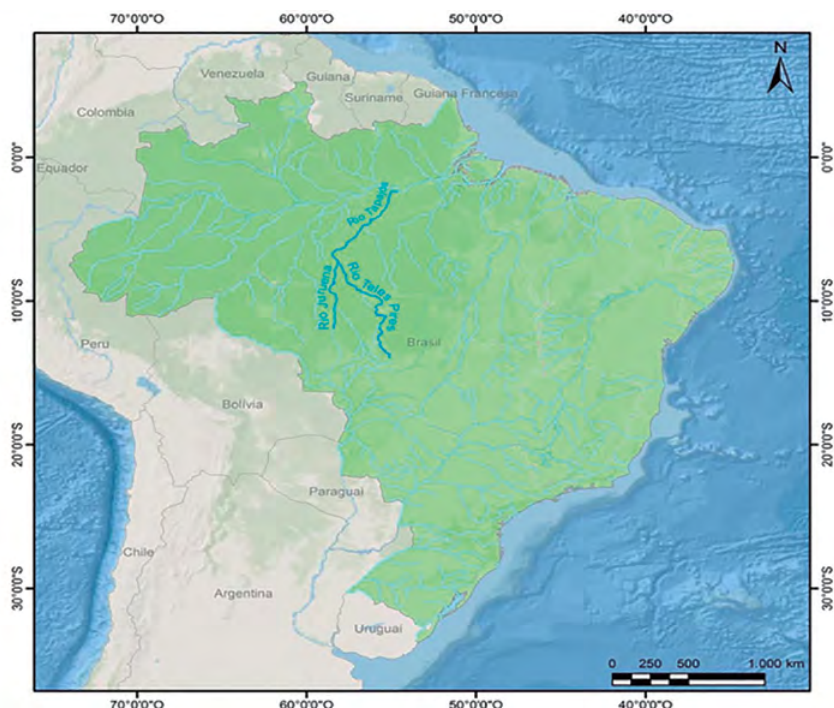 70°0'0"O 60°0'0"O 50°0'0"O 40°0'0"O
N
Venezuela
Guiana
Suriname
Guiana Francesa
Colombia
0°0'0"
0°0'0"
Equador
Rio Tapajós
Rio Juruena
Rio Teles Pires
10°0'0"S
10°0'0"S
Peru
Brasil
Bolívia
20°0'0"S
20°0'0"S
Paraguai
Chile
Argentina
30°0'0"S
30°0'0"S
Uruguai
0 250 500 1.000 km
70°0'0"O 60°0'0"O 50°0'0"O 40°0'0"O